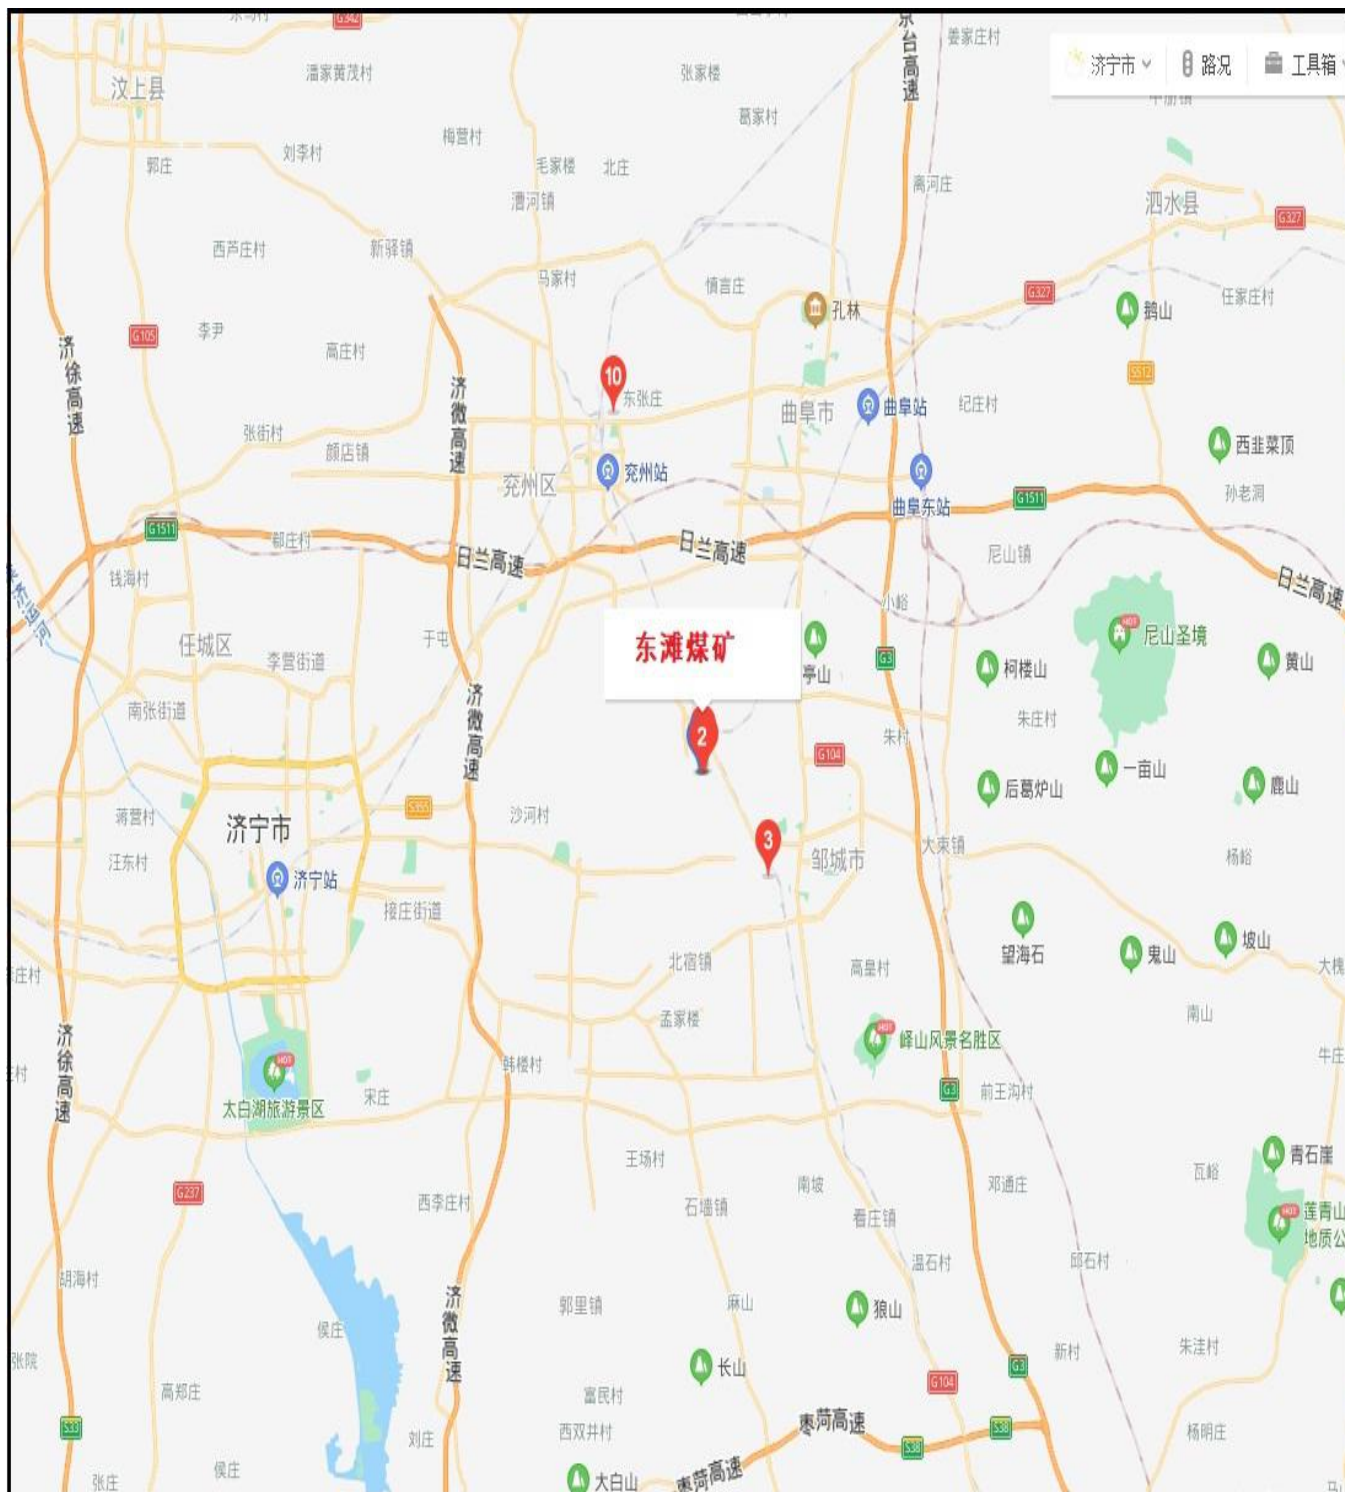 G342
姜家庄村
京台高速
济宁市
路况
工具箱
潘家黄茂村
张家楼
汶上县
葛家村
梅营村
刘李村
郭庄
毛家楼
北庄
漕河镇
离河庄
泗水县
G327
西芦庄村
新驿镇
马家村
慎言庄
G327
任家庄村
孔林
鹅山
G105
李尹
高庄村
济徐高速
济微高速
S512
10
东张庄
曲阜市
曲阜站
纪庄村
张街村
颜店镇
西韭菜顶
兖州区
兖州站
曲阜东站
G1511
孙老洞
G1511
郗庄村
日兰高速
日兰高速
尼山镇
日兰高速
钱海村
小峪
任城区
于屯
李营街道
东滩煤矿
亭山
G3
柯楼山
尼山圣境
HOT
黄山
南张街道
济微高速
朱庄村
2
G104
朱村
一亩山
后葛炉山
鹿山
蒋营村
S355
沙河村
济宁市
3
邹城市
大束镇
汪东村
杨峪
济宁站
接庄街道
望海石
鬼山
坡山
北宿镇
高皇村
大槐
南山
孟家楼
峄山风景名胜区
HOT
牛庄
济徐高速
韩楼村
太白湖旅游景区
HOT
宋庄
G3
前王沟村
王场村
青石崖
瓦峪
G237
西李庄村
石墙镇
南坡
看庄镇
邓通庄
莲青山
地质公
HOT
胡海村
温石村
邱石村
郭里镇
麻山
狼山
济微高速
侯庄
张院
长山
G3
新村
朱洼村
高郑庄
富民村
G104
S33
刘庄
西双井村
枣菏高速
S38
S38
杨明庄
侯庄
张庄
大白山
枣菏高速